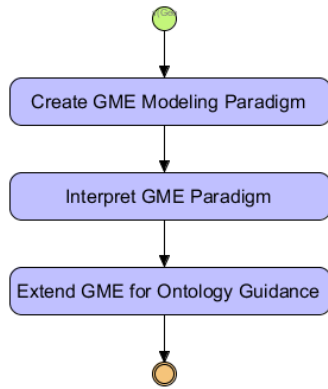 Create GME Modeling Paradigm
Interpret GME Paradigm
Extend GME for Ontology Guidance